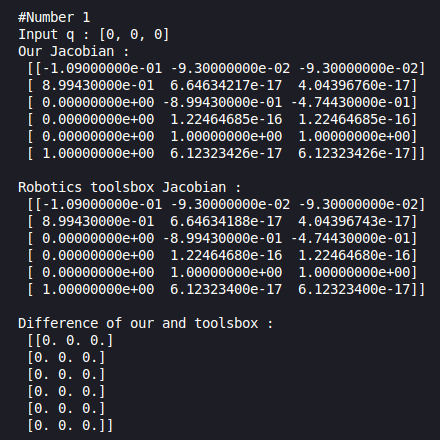 #Number 1
Input q : [0, 0, 0]
Our Jacobian :
[[-1.09000000e-01 -9.30000000e-02 -9.30000000e-02]
[ 8.99430000e-01  6.64634217e-17  4.04396760e-17]
[ 0.00000000e+00 -8.99430000e-01 -4.74430000e-01]
[ 0.00000000e+00  1.22464685e-16  1.22464685e-16]
[ 0.00000000e+00  1.00000000e+00  1.00000000e+00]
[ 1.00000000e+00  6.12323426e-17  6.12323426e-17]]
Robotics toolsbox Jacobian :
[[-1.09000000e-01 -9.30000000e-02 -9.30000000e-02]
[ 8.99430000e-01  6.64634188e-17  4.04396743e-17]
[ 0.00000000e+00 -8.99430000e-01 -4.74430000e-01]
[ 0.00000000e+00  1.22464680e-16  1.22464680e-16]
[ 0.00000000e+00  1.00000000e+00  1.00000000e+00]
[ 1.00000000e+00  6.12323400e-17  6.12323400e-17]]
Difference of our and toolsbox :
[[0. 0. 0.]
[0. 0. 0.]
[0. 0. 0.]
[0. 0. 0.]
[0. 0. 0.]
[0. 0. 0.]]